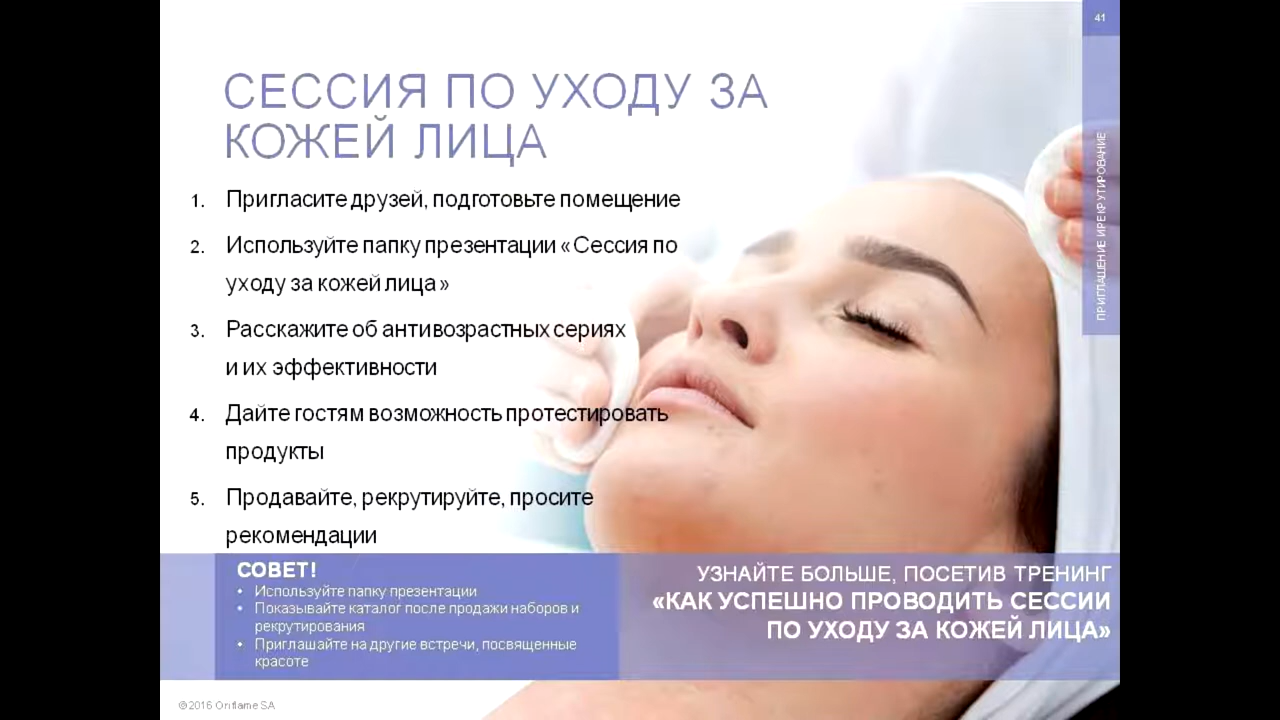 41
ПРИГЛАШЕНИЕ И РЕКРУТИРОВАНИЕ
СЕССИЯ ПО УХОДУ ЗА
КОЖЕЙ ЛИЦА
1. Пригласите друзей, подготовьте помещение
2. Используйте папку презентации «Сессия по
уходу за кожей лица»
3. Расскажите об антивозрастных сериях
и их эффективности
4. Дайте гостям возможность протестировать
продукты
5. Продавайте, рекрутируйте, просите
рекомендации
СОВЕТ!
• Используйте папку презентации
• Показывайте каталог после продажи наборов и
рекрутирования
• Приглашайте на другие встречи, посвященные
красоте
УЗНАЙТЕ БОЛЬШЕ, ПОСЕТИВ ТРЕНИНГ
«КАК УСПЕШНО ПРОВОДИТЬ СЕССИИ
ПО УХОДУ ЗА КОЖЕЙ ЛИЦА»
©2016 Oriflame SA